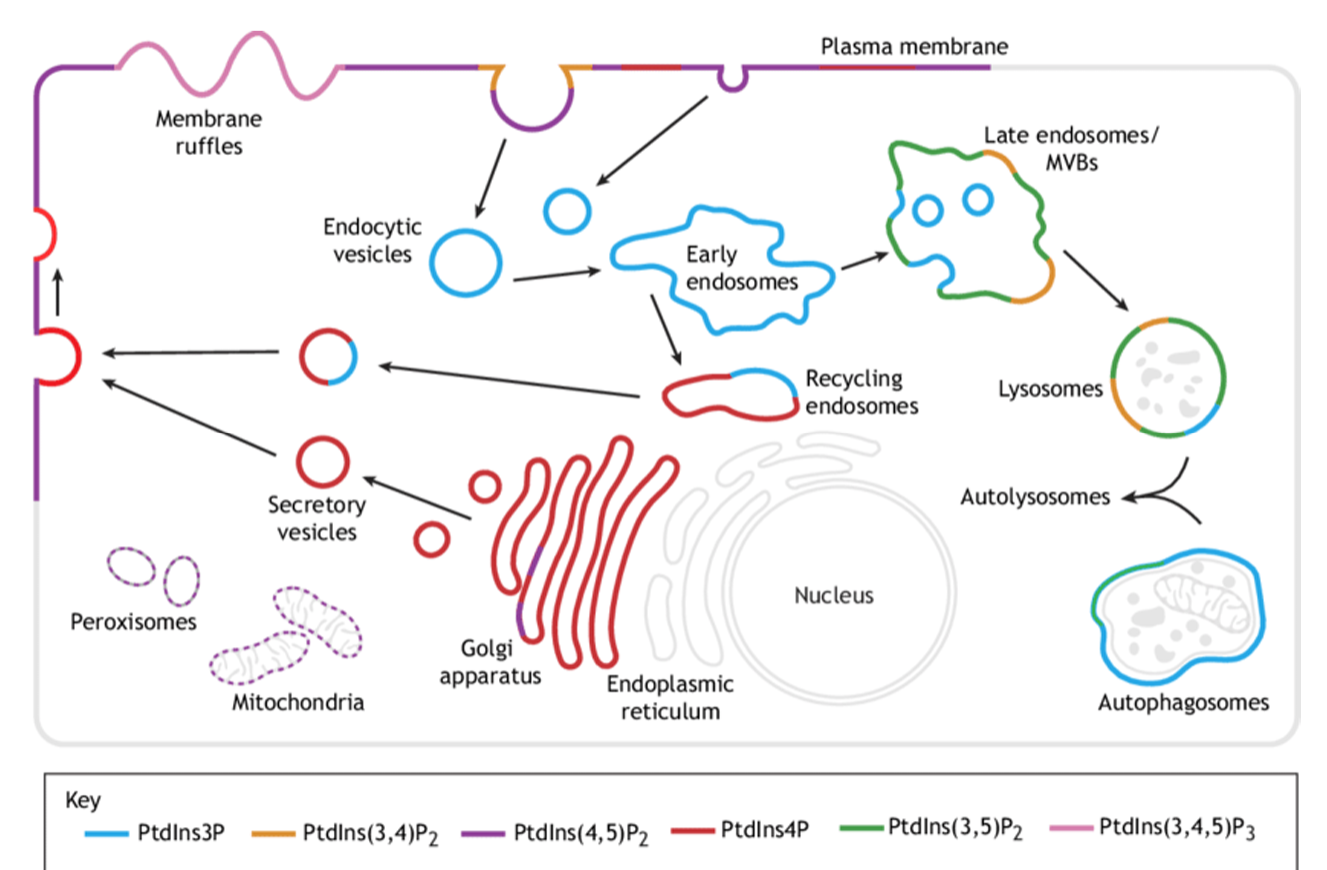 Plasma membrane
Membrane
ruffles
Late endosomes/
MVBs
Endocytic
vesicles
Early
endosomes
Recycling
endosomes
Lysosomes
Secretory
vesicles
Autolysosomes
Nucleus
Peroxisomes
Mitochondria
Golgi
apparatus
Endoplasmic
reticulum
Autophagosomes
Key
PtdIns3P PtdIns(3,4)P₂ PtdIns(4,5)P₂ PtdIns4P PtdIns(3,5)P₂ PtdIns(3,4,5)P₃